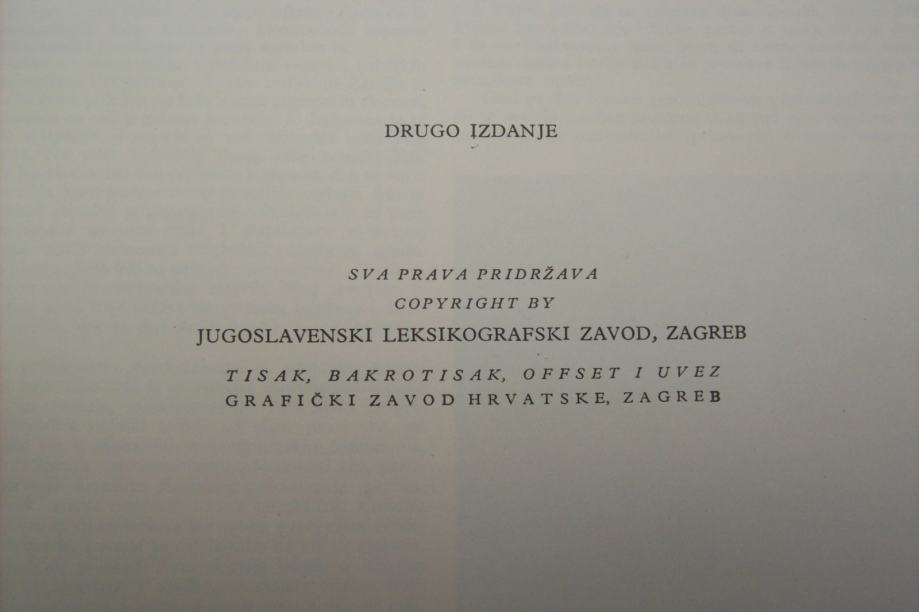 DRUGO IZDANJE
SVA PRAVA PRIDRŽAVA
COPYRIGHT BY
JUGOSLAVENSKI LEKSIKOGRAFSKI ZAVOD, ZAGREB
TISAK, BAKROTISAK, OFFSET I UVEZ
GRAFIČKI ZAVOD HRVATSKE, ZAGREB